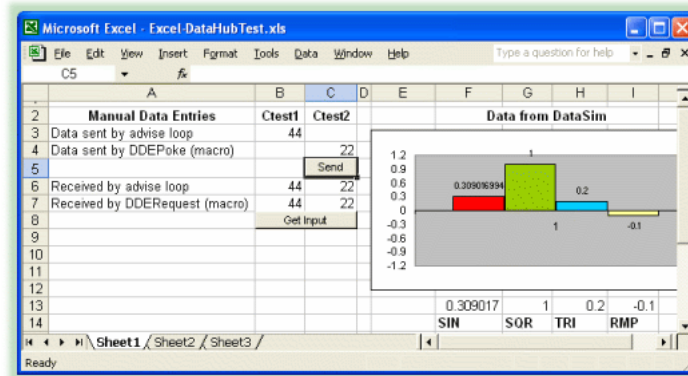 Microsoft Excel - Excel-DataHubTest.xls
File Edit View Insert Format Tools Data Window Help Type a question for help
C5 fx
A B C D E F G H I
2 Manual Data Entries Ctest1 Ctest2 Data from DataSim
3 Data sent by advise loop 44
4 Data sent by DDEPoke (macro) 22
5 Send
6 Received by advise loop 44 22
7 Received by DDERequest (macro) 44 22
8 Get Input
9
10
11
12
1.2
0.9
0.6
0.3
0
-0.3
-0.6
-0.9
-1.2
0.309016994 1 0.2
1 -0.1
13 0.309017 1 0.2 -0.1
14 SIN SQR TRI RMP
Sheet1 Sheet2 Sheet3
Ready